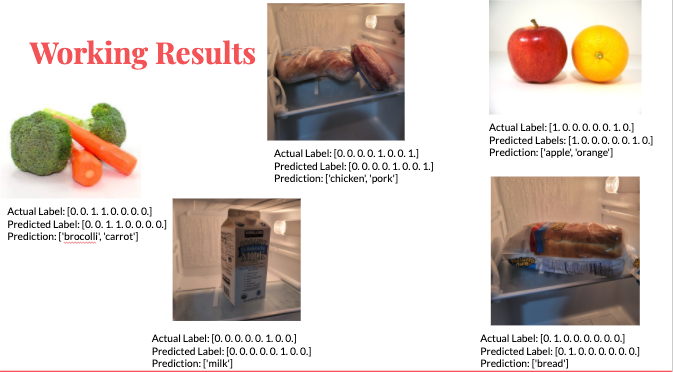 Working Results
Actual Label: [0. 0. 1. 1. 0. 0. 0. 0.]
Predicted Label: [0. 0. 1. 1. 0. 0. 0. 0.]
Prediction: ['brocolli', 'carrot']
Actual Label: [0. 0. 0. 0. 1. 0. 0. 1.]
Predicted Label: [0. 0. 0. 0. 1. 0. 0. 1.]
Prediction: ['chicken', 'pork']
Actual Label: [1. 0. 0. 0. 0. 0. 1. 0.]
Predicted Labels: [1. 0. 0. 0. 0. 0. 1. 0.]
Prediction: ['apple', 'orange']
Actual Label: [0. 0. 0. 0. 0. 1. 0. 0.]
Predicted Label: [0. 0. 0. 0. 0. 1. 0. 0.]
Prediction: ['milk']
Actual Label: [0. 1. 0. 0. 0. 0. 0. 0.]
Predicted Label: [0. 1. 0. 0. 0. 0. 0. 0.]
Prediction: ['bread']